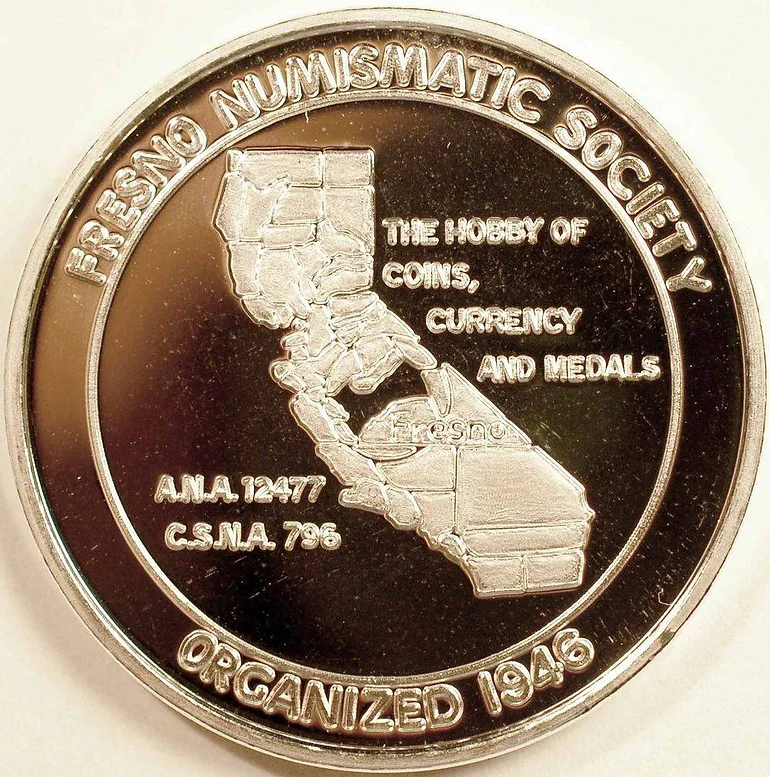 FRESNO NUMISMATIC SOCIETY
THE HOBBY OF
COINS,
CURRENCY
AND MEDALS
Fresno
A.N.A. 12477
C.S.N.A. 796
ORGANIZED 1946